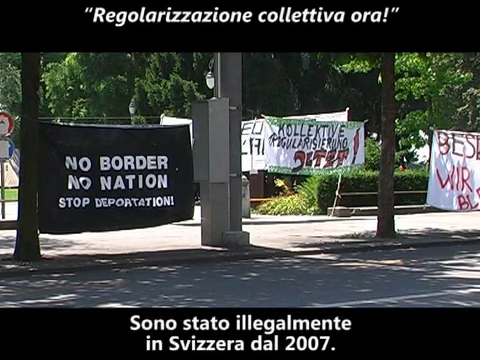 “Regolarizzazione collettiva ora!”
NO BORDER
NO NATION
STOP DEPORTATION!
KOLLEKTIVE
REGULARISIERUNG
JETZT!
WIR
Sono stato illegalmente
in Svizzera dal 2007.